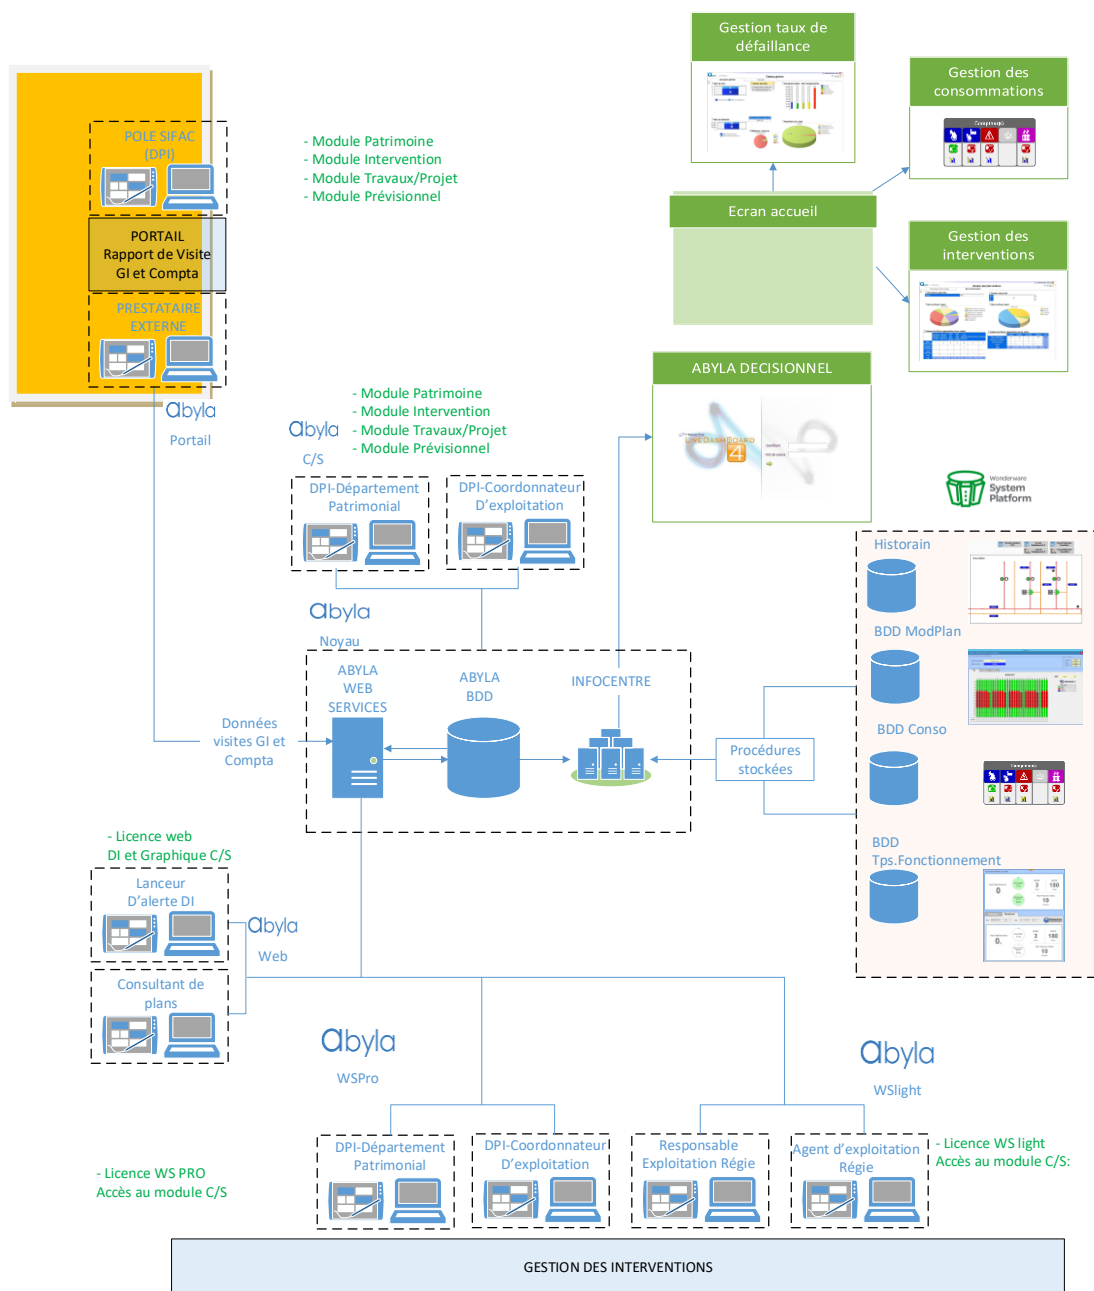 Gestion taux de
défaillance
Gestion des
consommations
Comptage(s)
POLE SIFAC
(DPI)
- Module Patrimoine
- Module Intervention
- Module Travaux/Projet
- Module Prévisionnel
PORTAIL
Rapport de Visite
GI et Compta
Ecran accueil
Gestion des
interventions
PRESTATAIRE
EXTERNE
abyla
Portail
ABYLA DECISIONNEL
- Module Patrimoine
- Module Intervention
- Module Travaux/Projet
- Module Prévisionnel
abyla
C/S
4
DPI-Département
Patrimonial
DPI-Coordonnateur
D'exploitation
Wonderware
System
Platform
Historain
abyla
Noyau
BDD ModPlan
ABYLA
WEB
SERVICES
ABYLA
BDD
INFOCENTRE
Données
visites GI et
Compta
Procédures
stockées
BDD Conso
BDD
Tps.Fonctionnement
- Licence web
DI et Graphique C/S
Lanceur
D'alerte DI
abyla
Web
Consultant de
plans
abyla
WSPro
abyla
WSlight
DPI-Département
Patrimonial
DPI-Coordonnateur
D'exploitation
Responsable
Exploitation Régie
Agent d'exploitation
Régie
- Licence WS light
Accès au module C/S:
- Licence WS PRO
Accès au module C/S
GESTION DES INTERVENTIONS